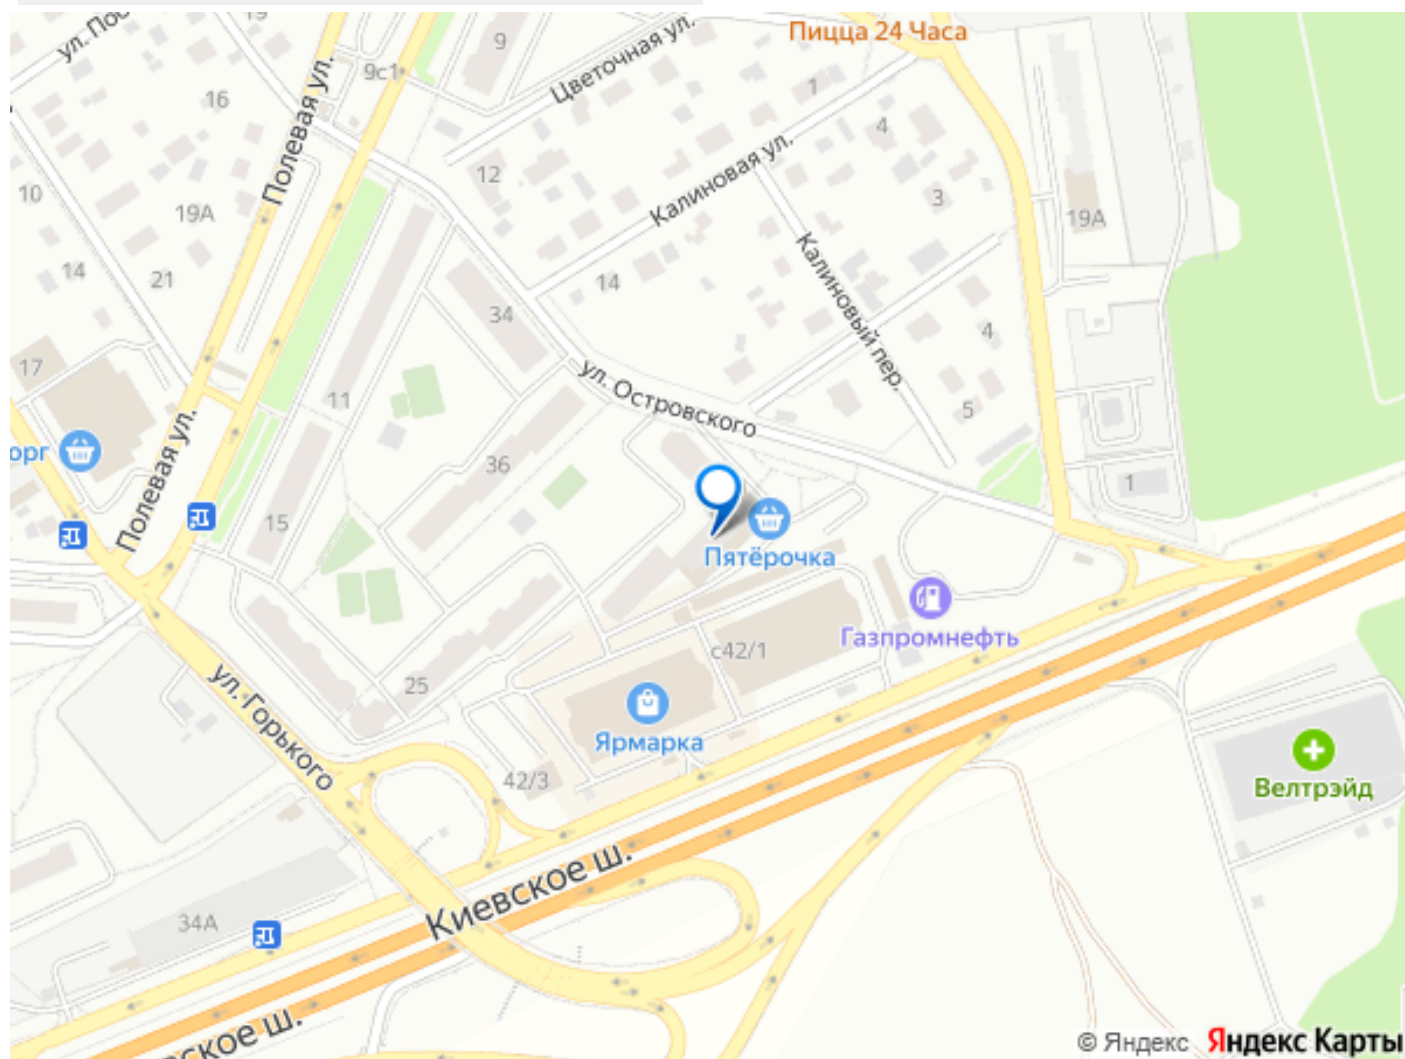 Пицца 24 Часа
19
ул. Пос
9
9с1
Цветочная ул.
1
16
Полевая ул.
4
12
Калиновая ул.
10
3
19А
19А
14
21
14
Калиновый пер.
34
4
17
ул. Островского
11
5
орг
36
1
Полевая ул.
15
Пятёрочка
Газпромнефть
с42/1
25
ул. Горького
Ярмарка
42/3
Велтрэйд
Киевское ш.
34А
евское ш.
© Яндекс Яндекс Карты